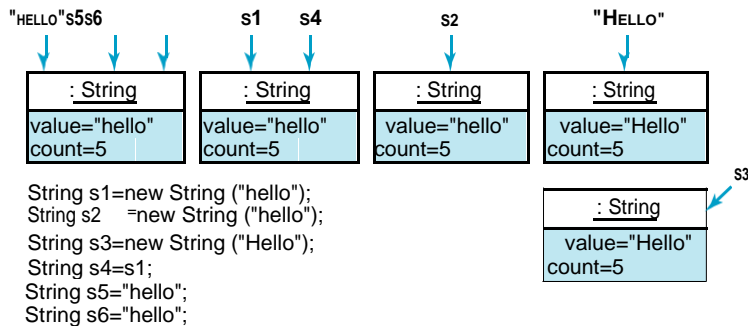 "HELLO"S5S6 S1 S4 S2 "HELLO"
: String : String : String : String
value="hello" value="hello" value="hello" value="Hello"
count=5 count=5 count=5 count=5
S3
String s1=new String ("hello");
String s2 =new String ("hello");
String s3=new String ("Hello");
String s4=s1;
String s5="hello";
String s6="hello";
: String
value="Hello"
count=5